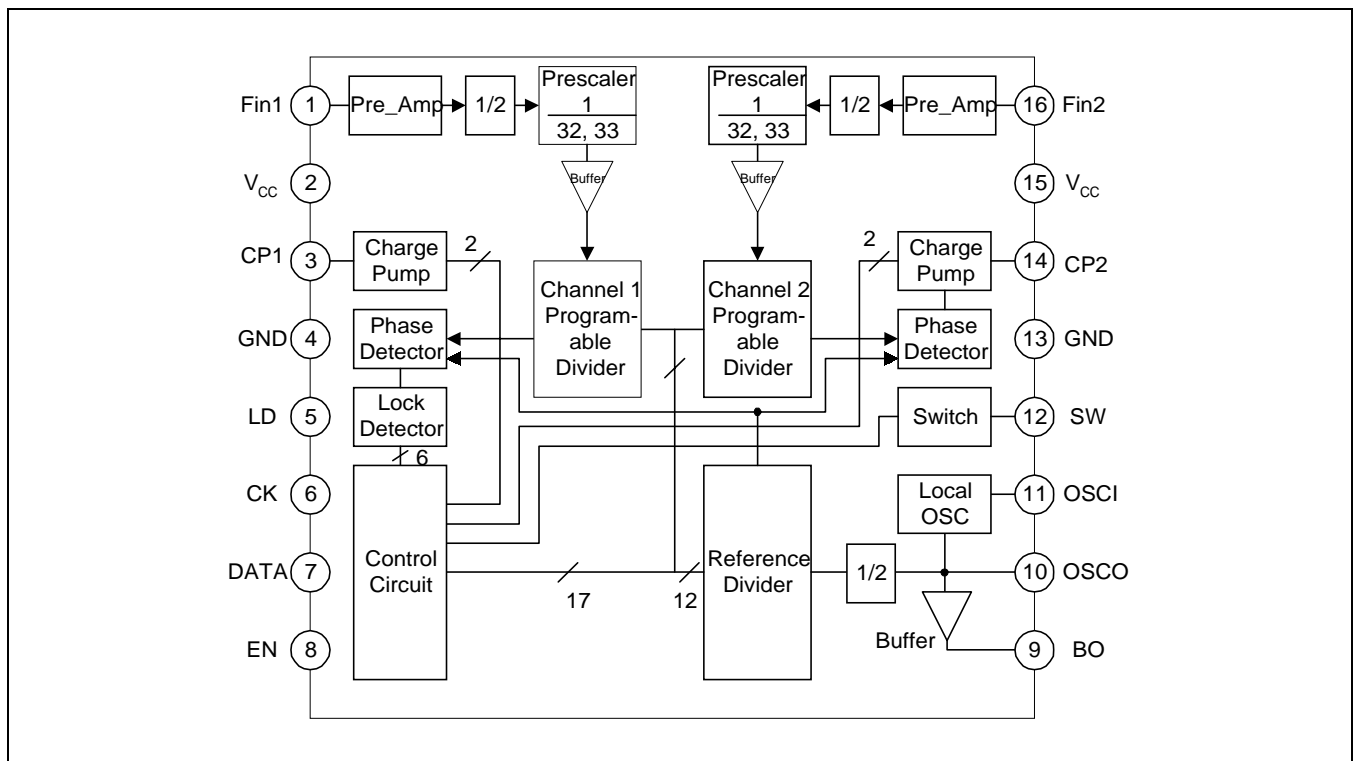 Fin1
1
Pre_Amp
1/2
Prescaler
1
32, 33
Prescaler
1
32, 33
1/2
Pre_Amp
16
Fin2
Buffer
Buffer
VCC
2
15
VCC
CP1
3
Charge
Pump
2
2
Charge
Pump
14
CP2
Channel 1
Program-
able
Divider
Channel 2
Program-
able
Divider
GND
4
Phase
Detector
Phase
Detector
13
GND
LD
5
Lock
Detector
6
Switch
12
SW
CK
6
Local
OSC
11
OSCI
DATA
7
Control
Circuit
17
12
Reference
Divider
1/2
10
OSCO
EN
8
Buffer
9
BO